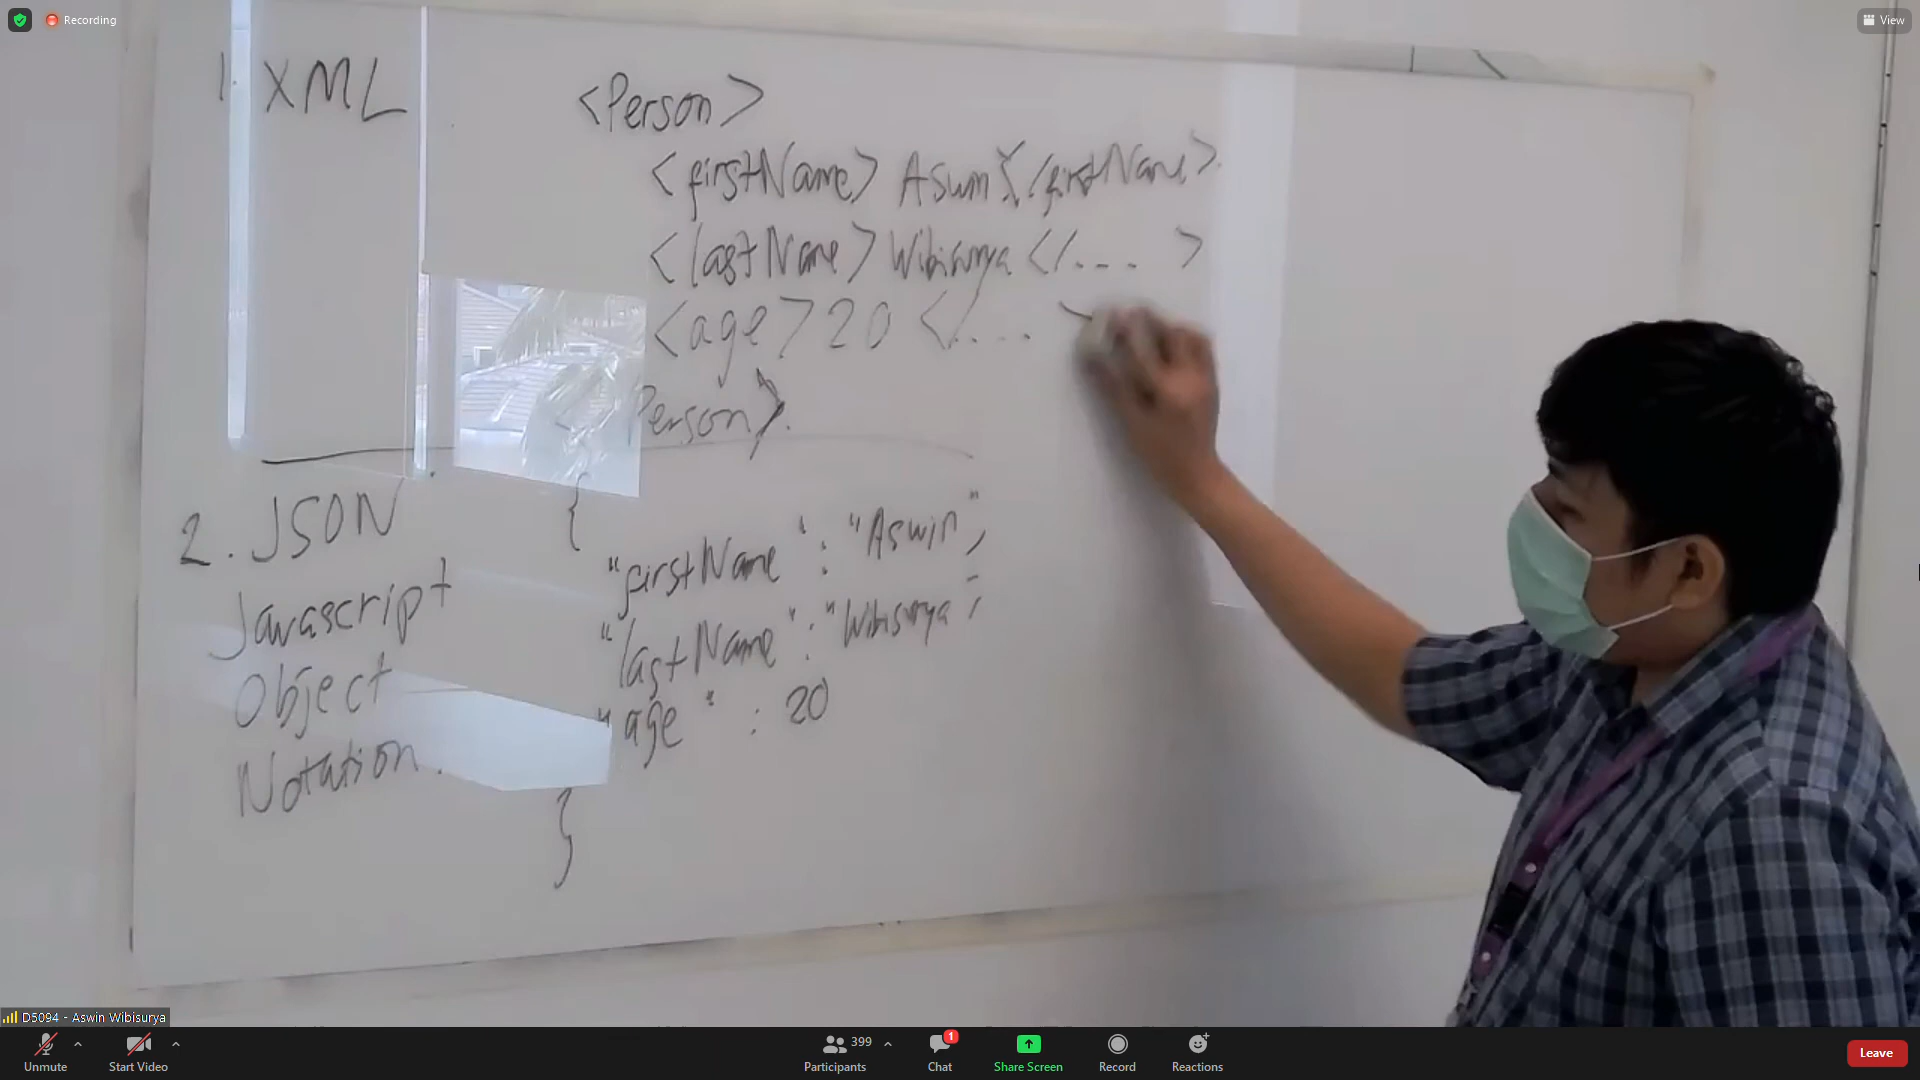 Recording
View
1. XML
<Person>
<firstName> Aswin </firstName>
<lastName> Wibisurya </... >
<age> 20 </... >
Person>
2. JSON
Javascript
Object
Notation.
{
"firstName" : "Aswin",
"lastName" : "Wibisurya",
"age" : 20
}
D5094 - Aswin Wibisurya
Unmute
Start Video
399
Participants
1
Chat
Share Screen
Record
Reactions
Leave